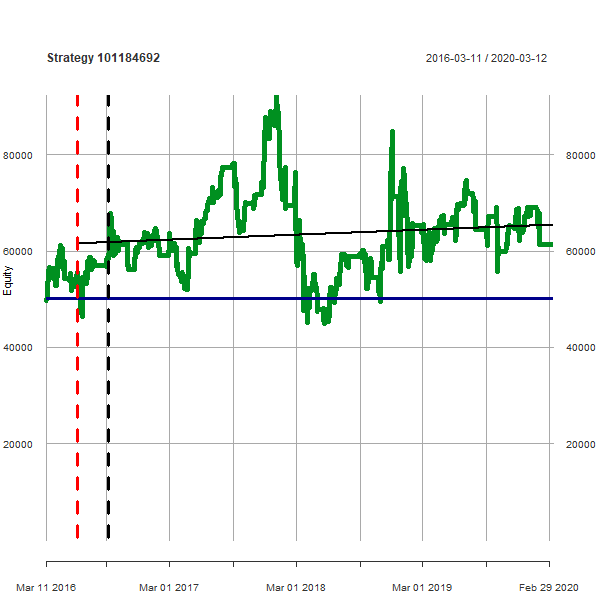 Strategy 101184692
2016-03-11 / 2020-03-12
80000
80000
60000
60000
Equity
40000
40000
20000
20000
Mar 11 2016
Mar 01 2017
Mar 01 2018
Mar 01 2019
Feb 29 2020